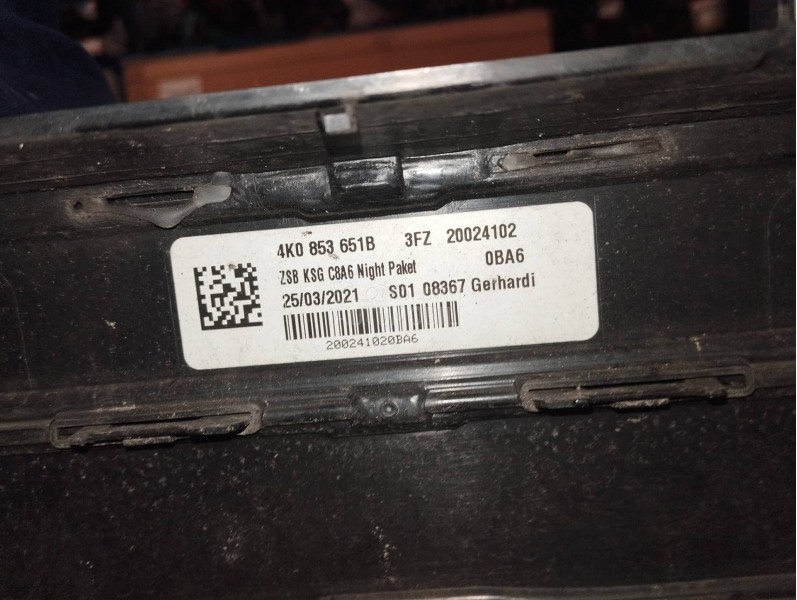 4K0 853 651B 3FZ 20024102
ZSB KSG C8A6 Night Paket 0BA6
25/03/2021 S01 08367 Gerhardi
200241020BA6